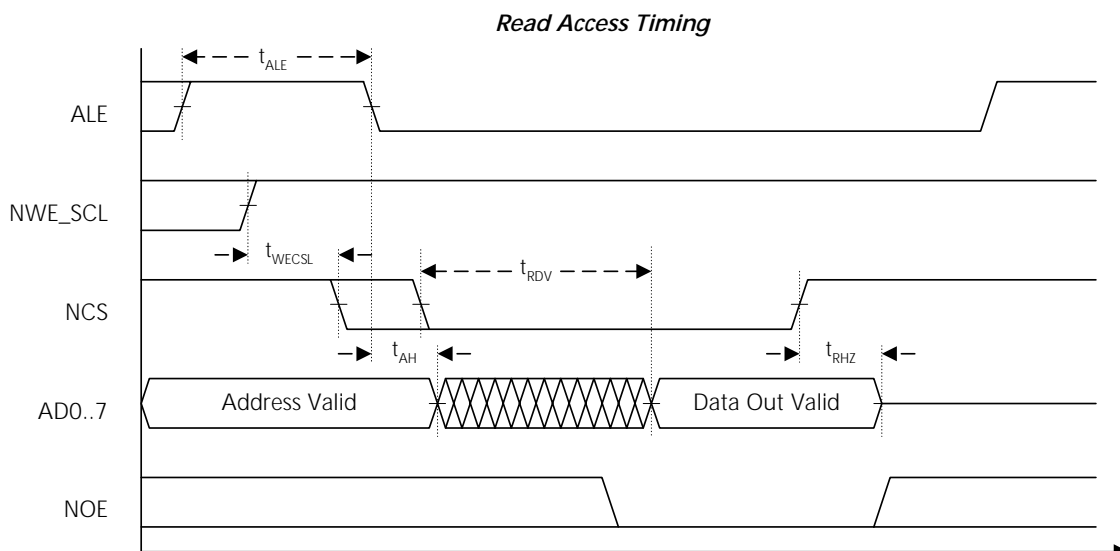 Read Access Timing
tALE
ALE
NWE_SCL
tWECSL
tRDV
NCS
tAH
tRHZ
AD0..7
Address Valid
Data Out Valid
NOE